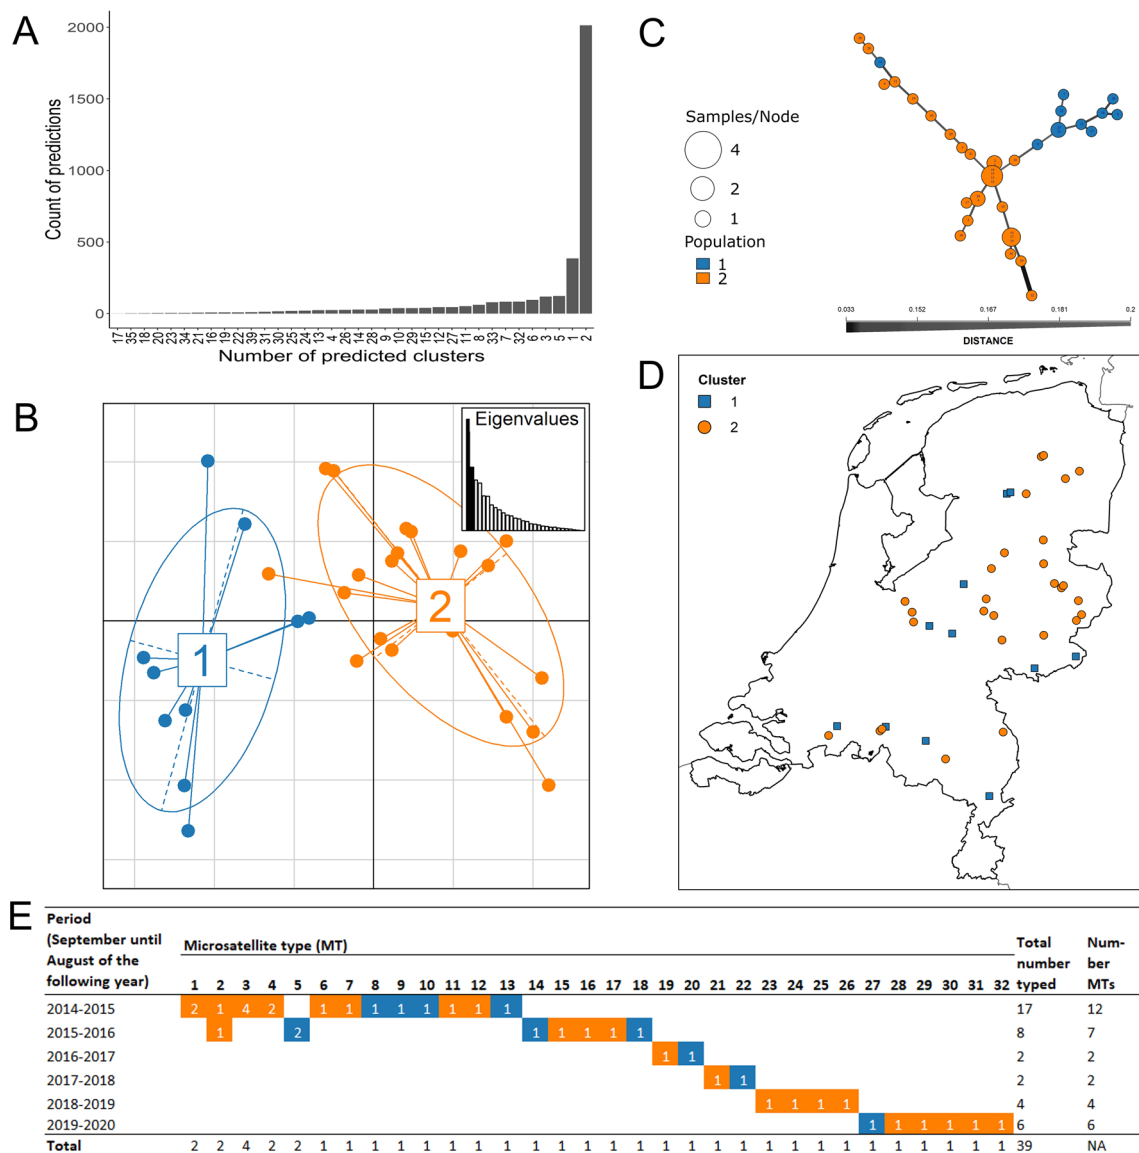 A
Count of predictions
2000
1500
1000
500
0
17 35 18 20 23 34 21 16 19 22 39 31 30 25 24 13 4 26 14 28 9 10 29 15 12 27 11 8 33 7 32 6 3 5 1 2
Number of predicted clusters
B
Eigenvalues
1
2
C
Samples/Node
4
2
1
Population
1
2
0.033 0.152 0.167 0.181 0.2
DISTANCE
D
Cluster
1
2
E
Period (September until August of the following year)
Microsatellite type (MT)
Total number typed
Num-ber MTs
1 2 3 4 5 6 7 8 9 10 11 12 13 14 15 16 17 18 19 20 21 22 23 24 25 26 27 28 29 30 31 32
2014-2015 2 1 4 2 1 1 1 1 1 1 1 1 17 12
2015-2016 1 2 1 1 1 1 1 8 7
2016-2017 1 1 2 2
2017-2018 1 1 2 2
2018-2019 1 1 1 1 4 4
2019-2020 1 1 1 1 1 1 6 6
Total 2 2 4 2 2 1 1 1 1 1 1 1 1 1 1 1 1 1 1 1 1 1 1 1 1 1 1 1 1 1 1 1 39 NA